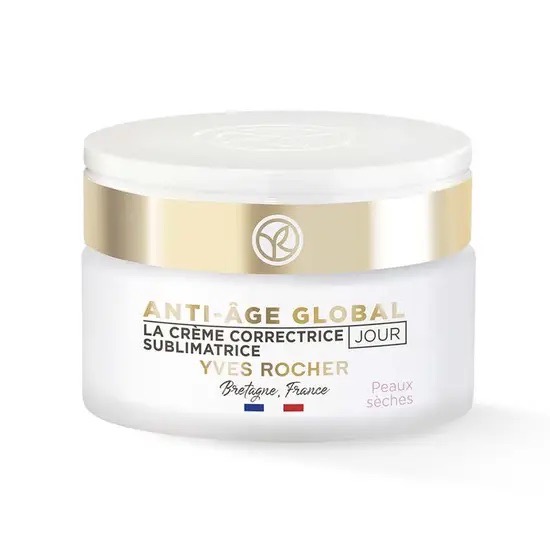 ANTI-ÂGE GLOBAL
LA CRÈME CORRECTRICE JOUR
SUBLIMATRICE
YVES ROCHER
Bretagne, France
Peaux
sèches